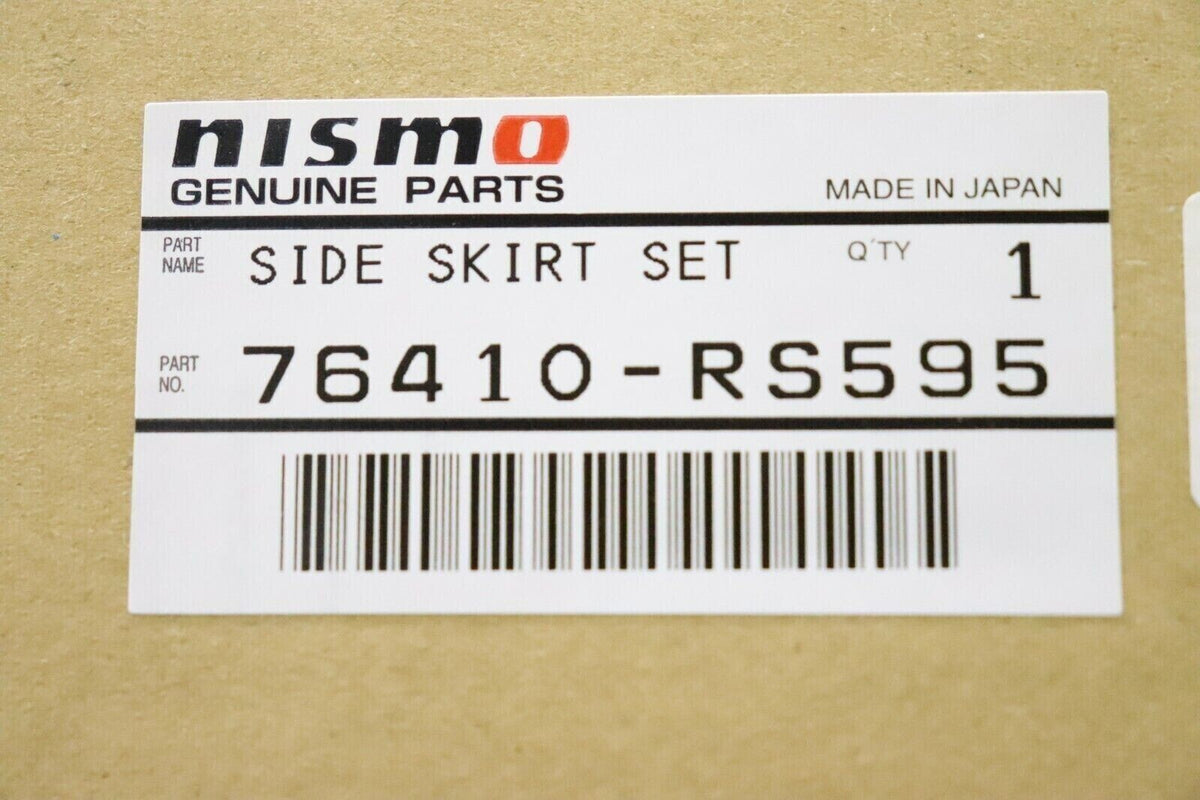 nismo
GENUINE PARTS
MADE IN JAPAN
PART NAME SIDE SKIRT SET Q'TY 1
PART NO. 76410-RS595